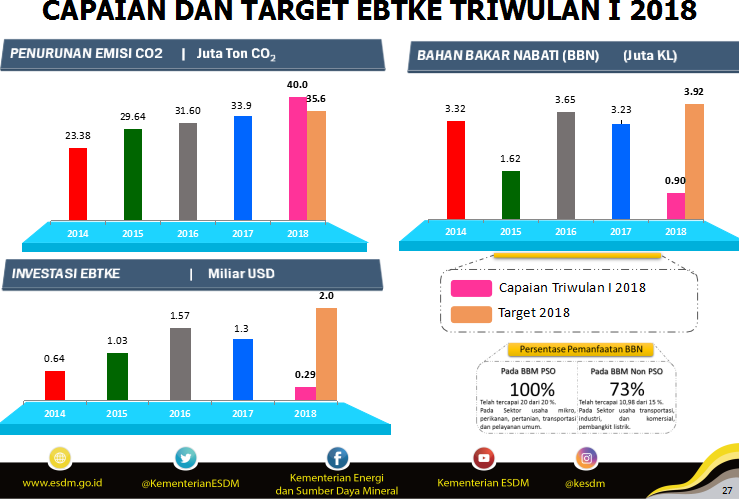 CAPAIAN DAN TARGET EBTKE TRIWULAN I 2018
PENURUNAN EMISI CO2 | Juta Ton CO₂
40.0
35.6
33.9
31.60
29.64
23.38
2014 2015 2016 2017 2018
BAHAN BAKAR NABATI (BBN) (Juta KL)
3.92
3.65
3.32
3.23
1.62
0.90
2014 2015 2016 2017 2018
INVESTASI EBTKE | Miliar USD
2.0
1.57
1.3
1.03
0.64
0.29
2014 2015 2016 2017 2018
Capaian Triwulan I 2018
Target 2018
Persentase Pemanfaatan BBN
Pada BBM PSO
100%
Telah tercapai 20 dari 20 %.
Pada Sektor usaha mikro,
perikanan, pertanian, transportasi
dan pelayanan umum.
Pada BBM Non PSO
73%
Telah tercapai 10,98 dari 15 %.
Pada Sektor usaha transportasi,
industri, dan komersial,
pembangkit listrik.
www.esdm.go.id
@KementerianESDM
Kementerian Energi
dan Sumber Daya Mineral
Kementerian ESDM
@kesdm
27